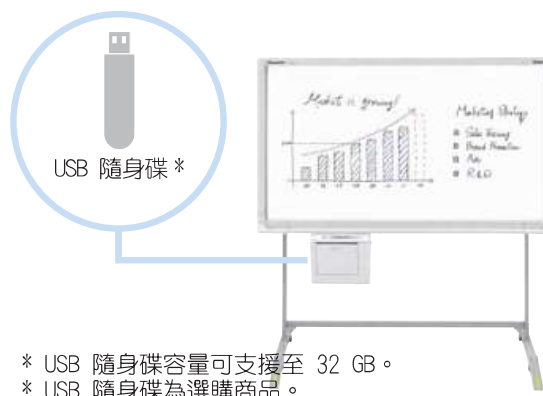 Market is growing!
Marketing Strategy
R&D
USB 隨身碟*
* USB 隨身碟容量可支援至 32 GB。
* USB 隨身碟為選購商品。